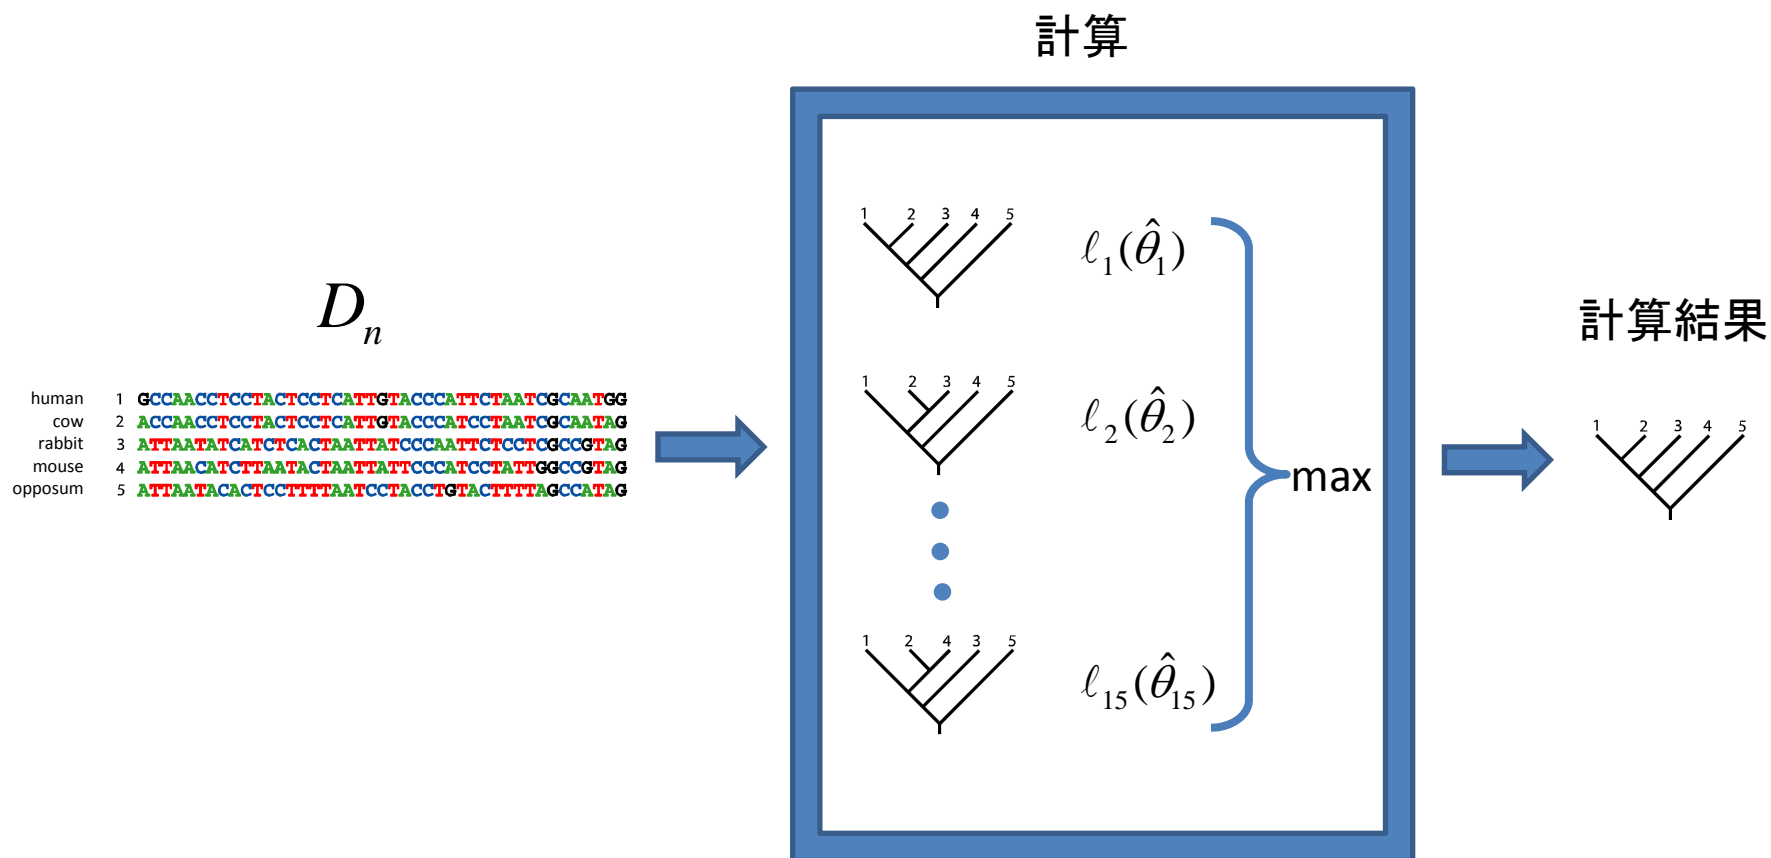 計算
D_n
human 1 GCCAACCTCCTACTCCTCATTGTACCCATTCTAATCGCAATGG
cow 2 ACCAACCTCCTACTCCTCATTGTACCCATCCTAATCGCAATAG
rabbit 3 ATTAATATCATCTCACTAATTATCCCAATTCTCCTCGCCGTAG
mouse 4 ATTAACATCTTAATACTAATTATTCCCATCCTATTGGCCGTAG
opposum 5 ATTAATACACTCCTTTTAATCCTACCTGTACTTTTAGCCATAG
1 2 3 4 5
ℓ_1(θ̂_1)
1 2 3 4 5
ℓ_2(θ̂_2)
max
1 2 4 3 5
ℓ_15(θ̂_15)
計算結果
1 2 3 4 5